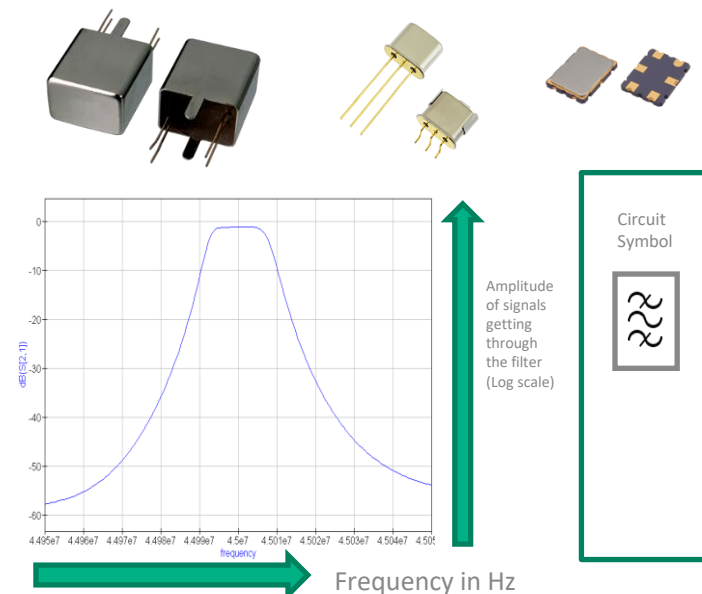 0
-10
-20
-30
-40
-50
-60
dB(S[2,1])
4.495e7 4.496e7 4.497e7 4.498e7 4.499e7 4.5e7 4.501e7 4.502e7 4.503e7 4.504e7 4.505
frequency
Amplitude
of signals
getting
through
the filter
(Log scale)
Circuit
Symbol
Frequency in Hz